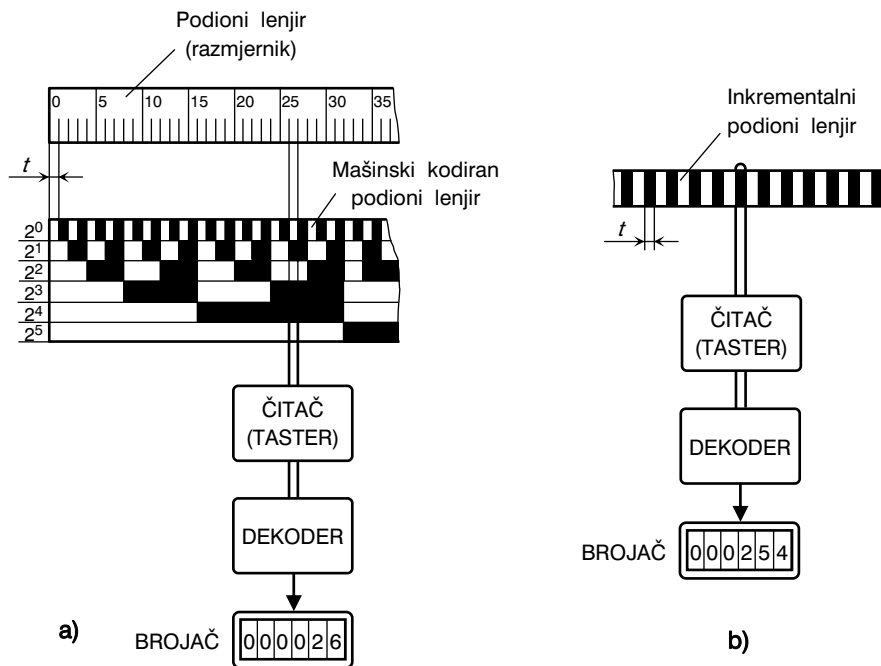 Podioni lenjir
(razmjernik)
0 5 10 15 20 25 30 35
t
Mašinski kodiran
podioni lenjir
2⁰
2¹
2²
2³
2⁴
2⁵
ČITAČ
(TASTER)
DEKODER
BROJAČ 000026
a)
Inkrementalni
podioni lenjir
t
ČITAČ
(TASTER)
DEKODER
BROJAČ 000254
b)